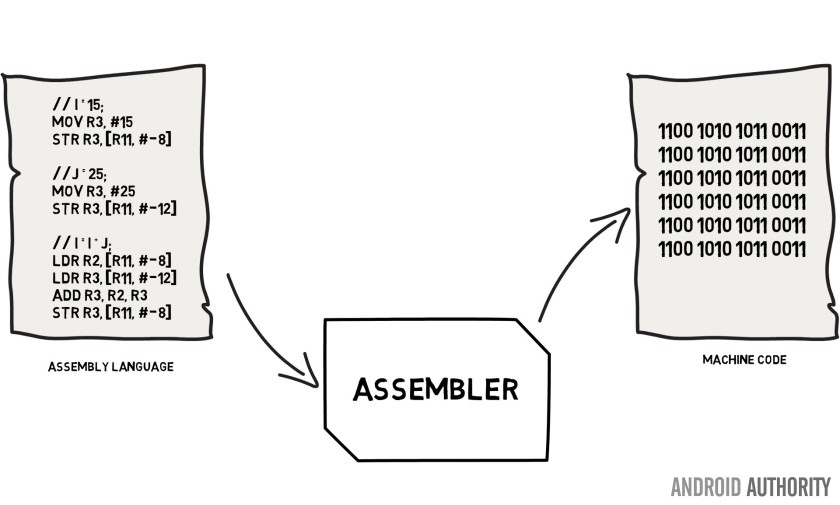 //I=15;
MOV R3, #15
STR R3, [R11, #-8]
//J=25;
MOV R3, #25
STR R3, [R11, #-12]
//I=I+J;
LDR R2, [R11, #-8]
LDR R3, [R11, #-12]
ADD R3, R2, R3
STR R3, [R11, #-8]
ASSEMBLY LANGUAGE
ASSEMBLER
1100 1010 1011 0011
1100 1010 1011 0011
1100 1010 1011 0011
1100 1010 1011 0011
1100 1010 1011 0011
1100 1010 1011 0011
MACHINE CODE
ANDROID AUTHORITY